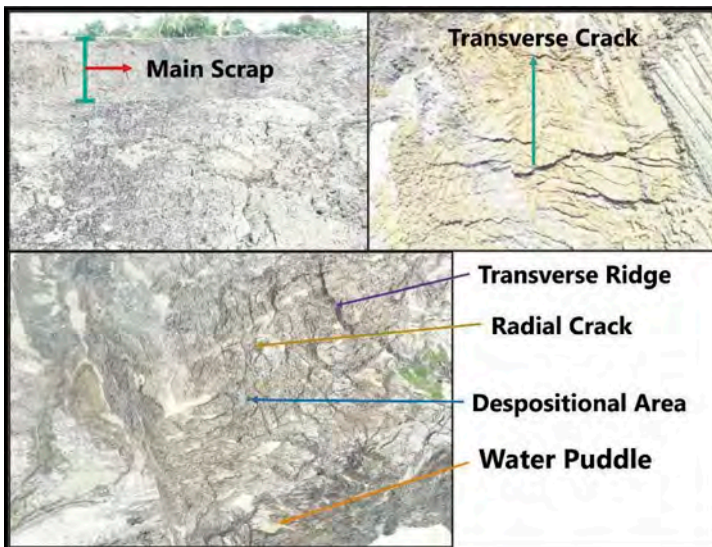 Main Scrap
Transverse Crack
Transverse Ridge
Radial Crack
Despositional Area
Water Puddle